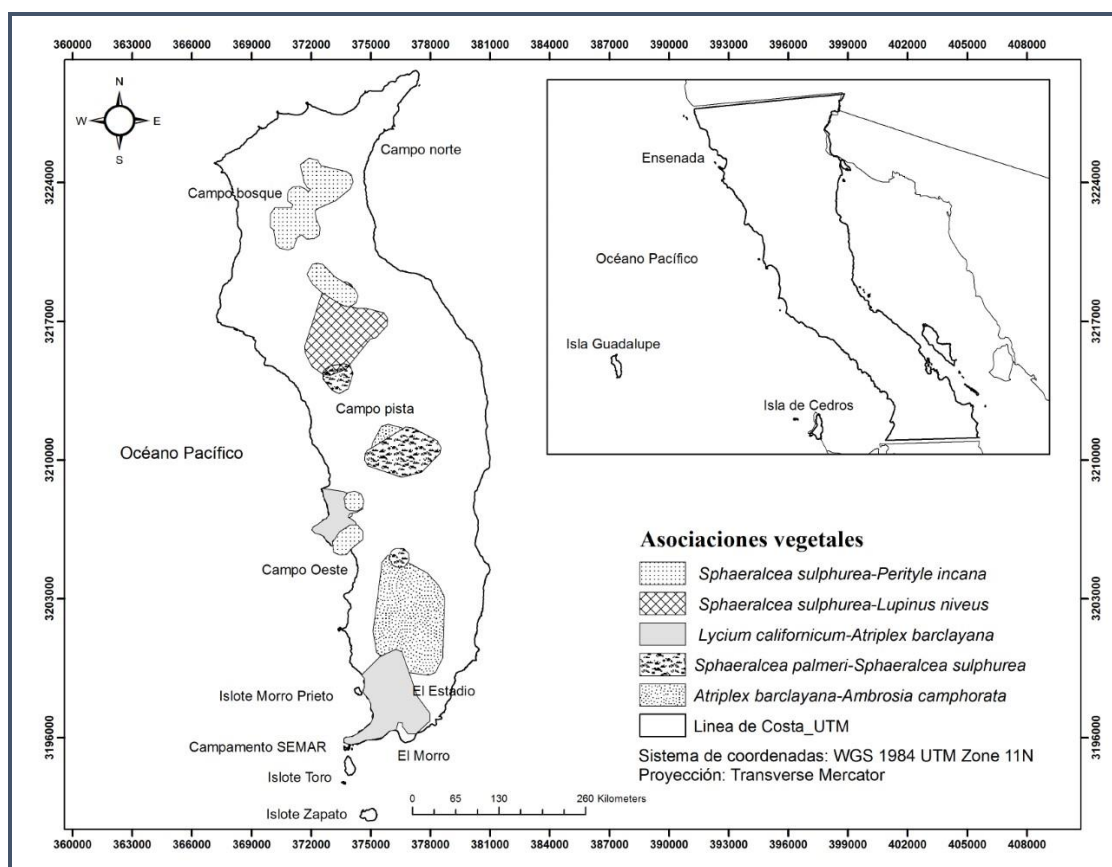 360000 363000 366000 369000 372000 375000 378000 381000 384000 387000 390000 393000 396000 399000 402000 405000 408000
N
W E
S
Campo norte
Campo bosque
Campo pista
Océano Pacífico
Campo Oeste
Islote Morro Prieto
El Estadio
Campamento SEMAR
El Morro
Islote Toro
Islote Zapato
0 65 130 260 Kilometers
3224000
3217000
3210000
3203000
3196000
Ensenada
Océano Pacífico
Isla Guadalupe
Isla de Cedros
3224000
3217000
3210000
3203000
3196000
Asociaciones vegetales
Sphaeralcea sulphurea-Perityle incana
Sphaeralcea sulphurea-Lupinus niveus
Lycium californicum-Atriplex barclayana
Sphaeralcea palmeri-Sphaeralcea sulphurea
Atriplex barclayana-Ambrosia camphorata
Linea de Costa_UTM
Sistema de coordenadas: WGS 1984 UTM Zone 11N
Proyección: Transverse Mercator
360000 363000 366000 369000 372000 375000 378000 381000 384000 387000 390000 393000 396000 399000 402000 405000 408000